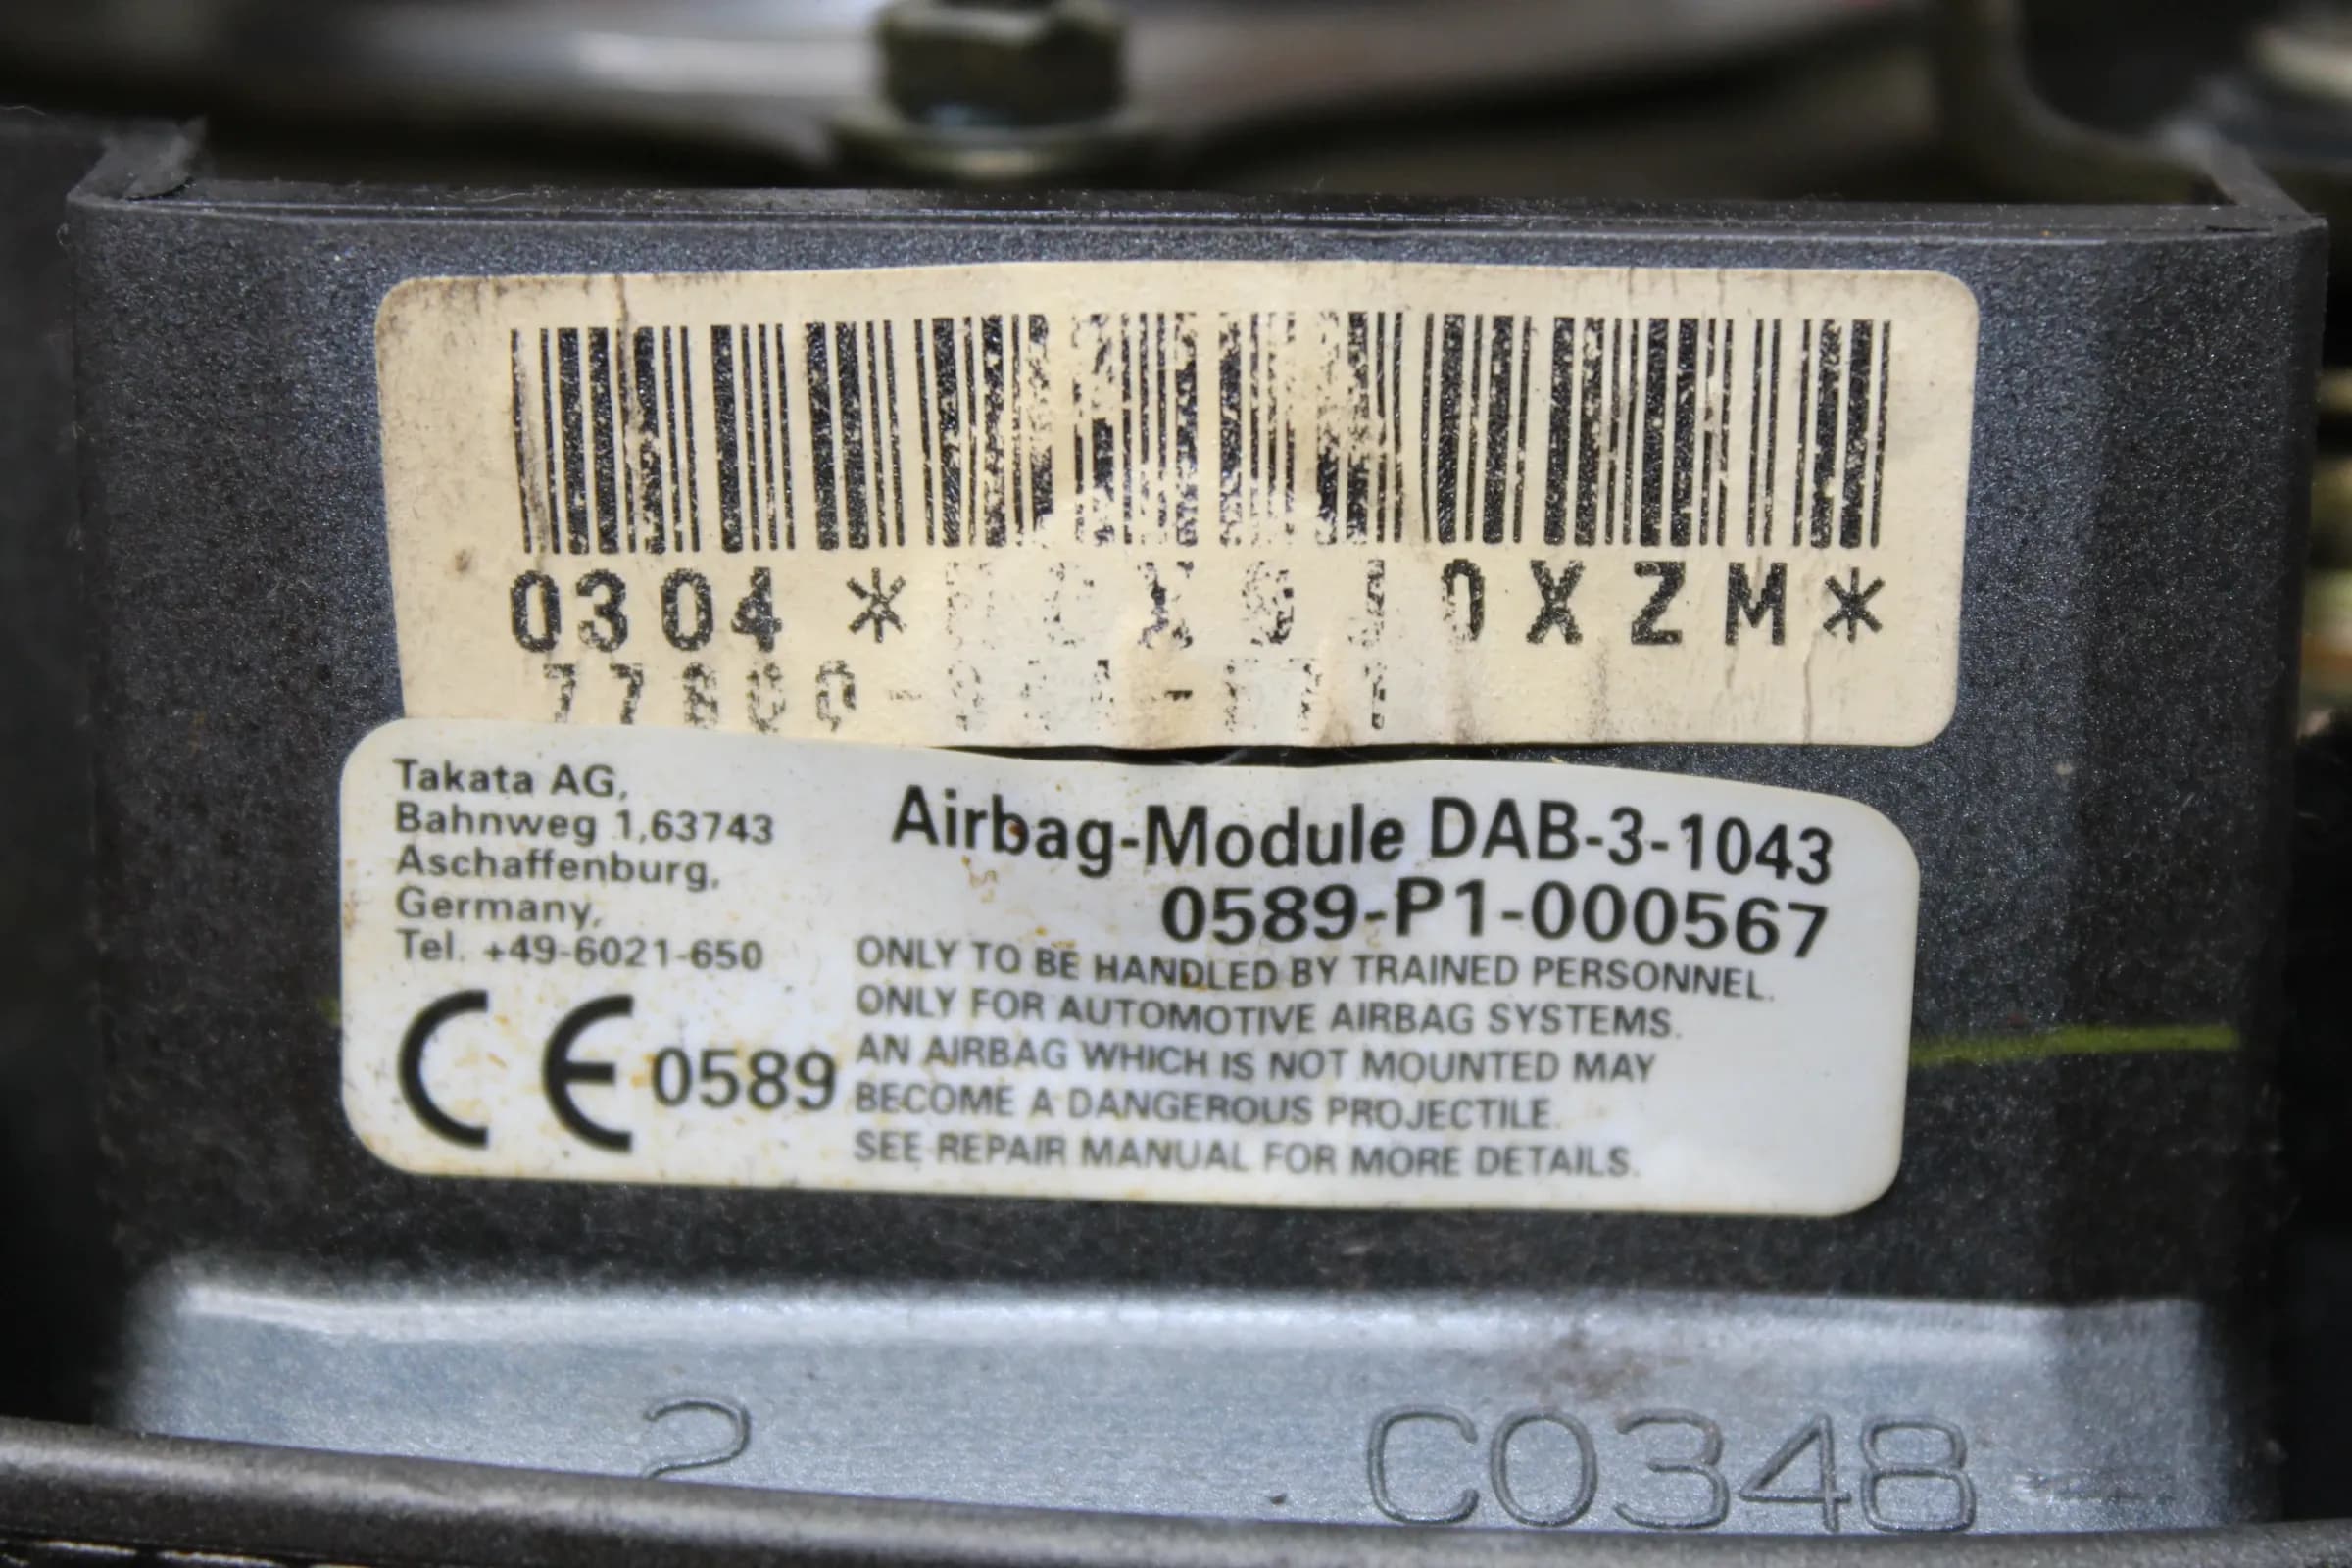 0304
0XZM*
Takata AG,
Bahnweg 1,63743
Aschaffenburg,
Germany,
Tel. +49-6021-650
CE 0589
Airbag-Module DAB-3-1043
0589-P1-000567
ONLY TO BE HANDLED BY TRAINED PERSONNEL.
ONLY FOR AUTOMOTIVE AIRBAG SYSTEMS.
AN AIRBAG WHICH IS NOT MOUNTED MAY
BECOME A DANGEROUS PROJECTILE.
SEE REPAIR MANUAL FOR MORE DETAILS.
2 C0348